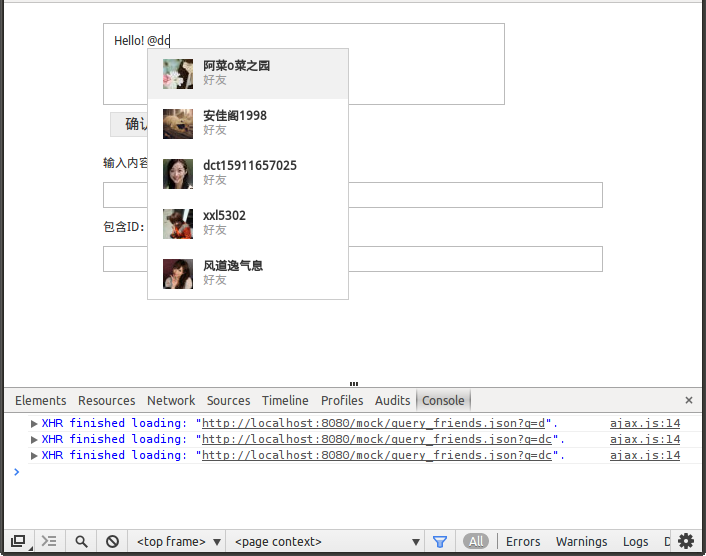 Hello! @dc
阿菜o菜之园
好友
确认
安佳阁1998
好友
输入内容
dct15911657025
好友
xxl5302
好友
包含ID:
风道逸气息
好友
Elements Resources Network Sources Timeline Profiles Audits Console ×
XHR finished loading: "http://localhost:8080/mock/query_friends.json?q=d". ajax.js:14
XHR finished loading: "http://localhost:8080/mock/query_friends.json?q=dc". ajax.js:14
XHR finished loading: "http://localhost:8080/mock/query_friends.json?q=dc". ajax.js:14
>
<top frame> <page context> All Errors Warnings Logs D